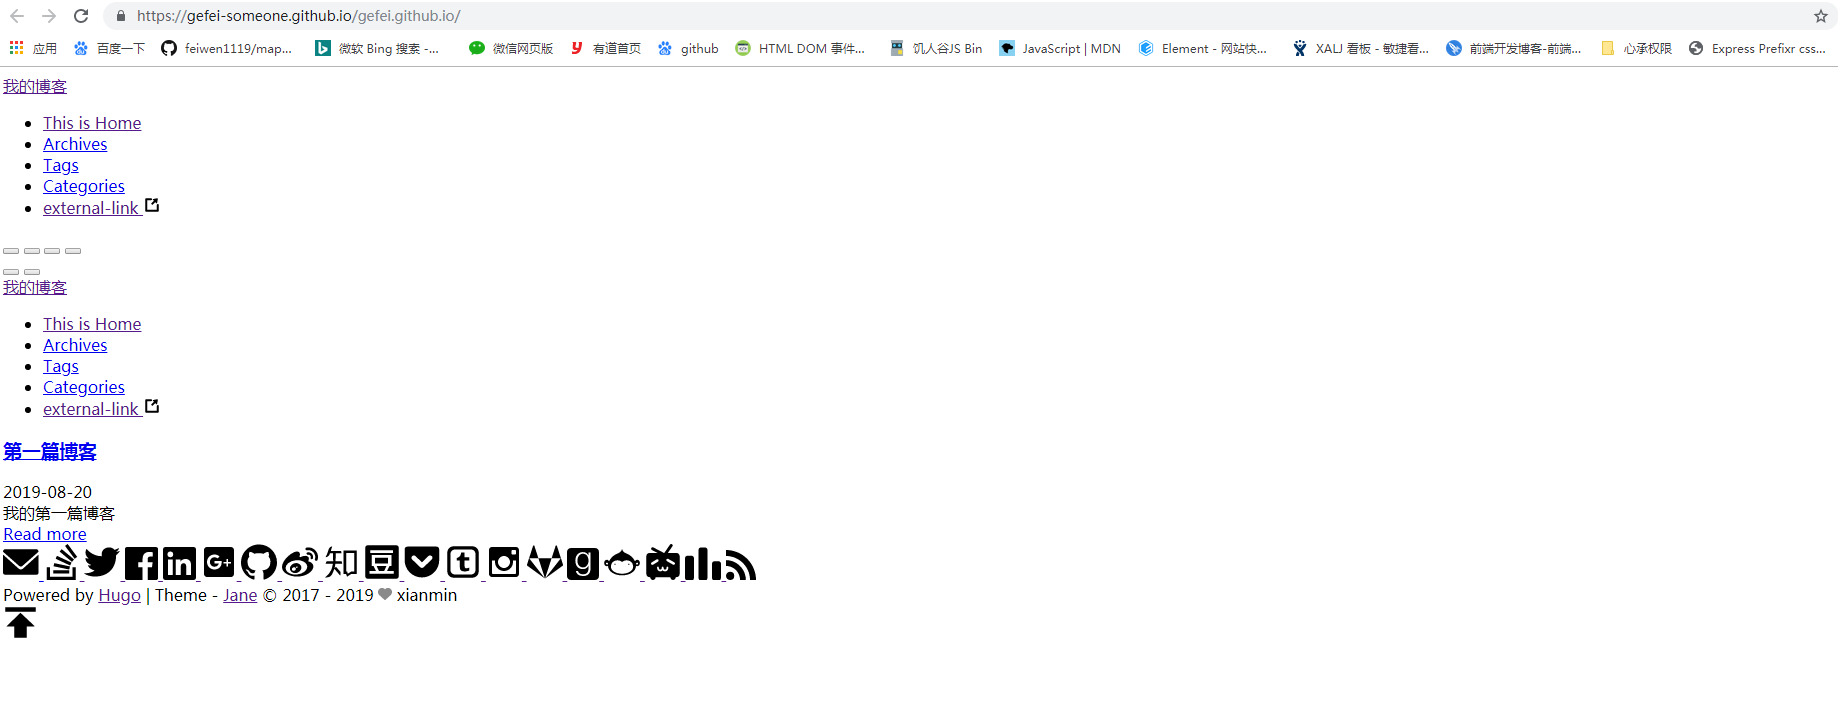 https://gefei-someone.github.io/gefei.github.io/
应用 百度一下 feiwen1119/map... 微软 Bing 搜索 -... 微信网页版 有道首页 github HTML DOM 事件... 饥人谷JS Bin JavaScript | MDN Element - 网站快... XALJ 看板 - 敏捷看... 前端开发博客-前端... 心承权限 Express Prefixr css...
我的博客
This is Home
Archives
Tags
Categories
external-link
我的博客
This is Home
Archives
Tags
Categories
external-link
第一篇博客
2019-08-20
我的第一篇博客
Read more
知 豆
Powered by Hugo | Theme - Jane © 2017 - 2019 xianmin